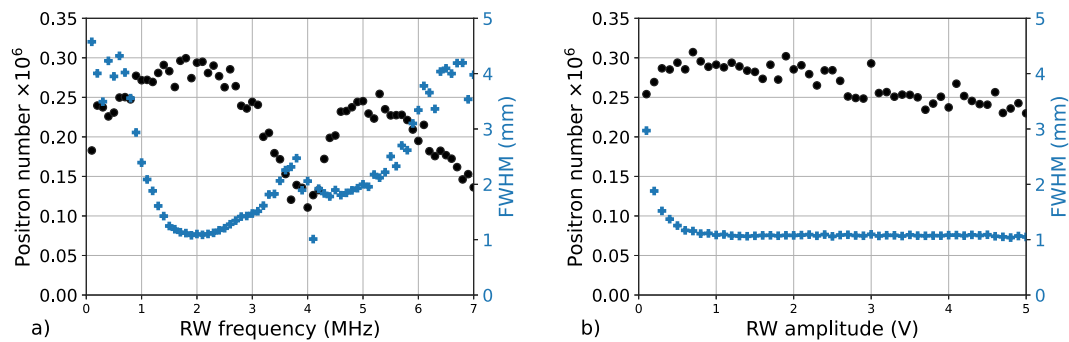 0.35
0.30
0.25
0.20
0.15
0.10
0.05
0.00
Positron number ×10⁶
0 1 2 3 4 5 6 7
RW frequency (MHz)
5
4
3
2
1
0
FWHM (mm)
a)
0.35
0.30
0.25
0.20
0.15
0.10
0.05
0.00
Positron number ×10⁶
0 1 2 3 4 5
RW amplitude (V)
5
4
3
2
1
0
FWHM (mm)
b)